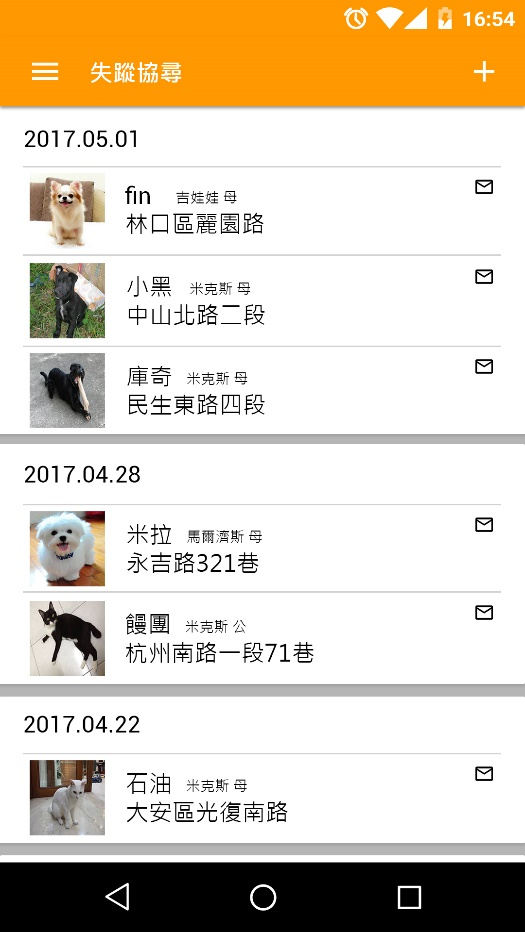 16:54
失蹤協尋
2017.05.01
fin 吉娃娃 母
林口區麗園路
小黑 米克斯 母
中山北路二段
庫奇 米克斯 母
民生東路四段
2017.04.28
米拉 馬爾濟斯 母
永吉路321巷
饅團 米克斯 公
杭州南路一段71巷
2017.04.22
石油 米克斯 母
大安區光復南路